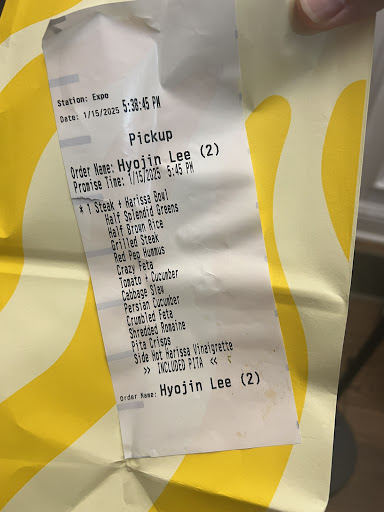 Station: Expo
Date: 1/15/2025 5:38:45 PM
Pickup
Order Name: Hyojin Lee (2)
Promise Time: 1/15/2025 5:45 PM
* 1 Steak + Harissa Bowl
Half Splendid Greens
Half Brown Rice
Grilled Steak
Red Pep Hummus
Crazy Feta
Tomato + Cucumber
Cabbage Slaw
Persian Cucumber
Crumbled Feta
Shredded Romaine
Pita Crisps
Side Hot Harissa Vinaigrette
>> INCLUDED PITA <<
Order Name: Hyojin Lee (2)